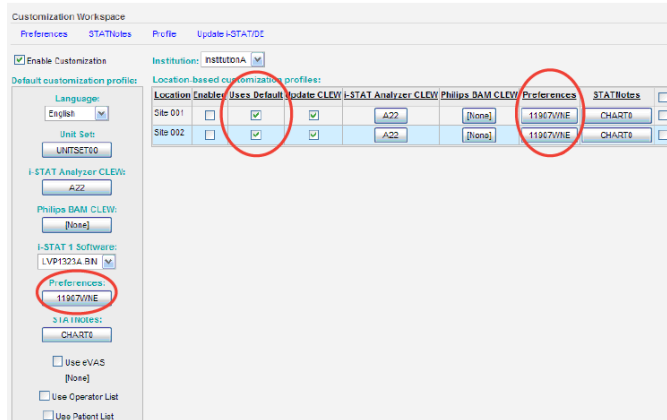 Customization Workspace
Preferences STATNotes Profile Update i-STAT/DE
Enable Customization Institution: InstitutionA
Default customization profile: Location-based customization profiles:
Location Enabled Uses Default Update CLEW i-STAT Analyzer CLEW Philips BAM CLEW Preferences STATNotes
Site 001 A22 [None] 11907WNE CHART0
Site 002 A22 [None] 11907WNE CHART0
Language:
English
Unit Set:
UNITSET00
i-STAT Analyzer CLEW:
A22
Philips BAM CLEW:
[None]
i-STAT 1 Software:
LVP1323A.BIN
Preferences:
11907WNE
STATNotes:
CHART0
Use eVAS
[None]
Use Operator List
Use Patient List